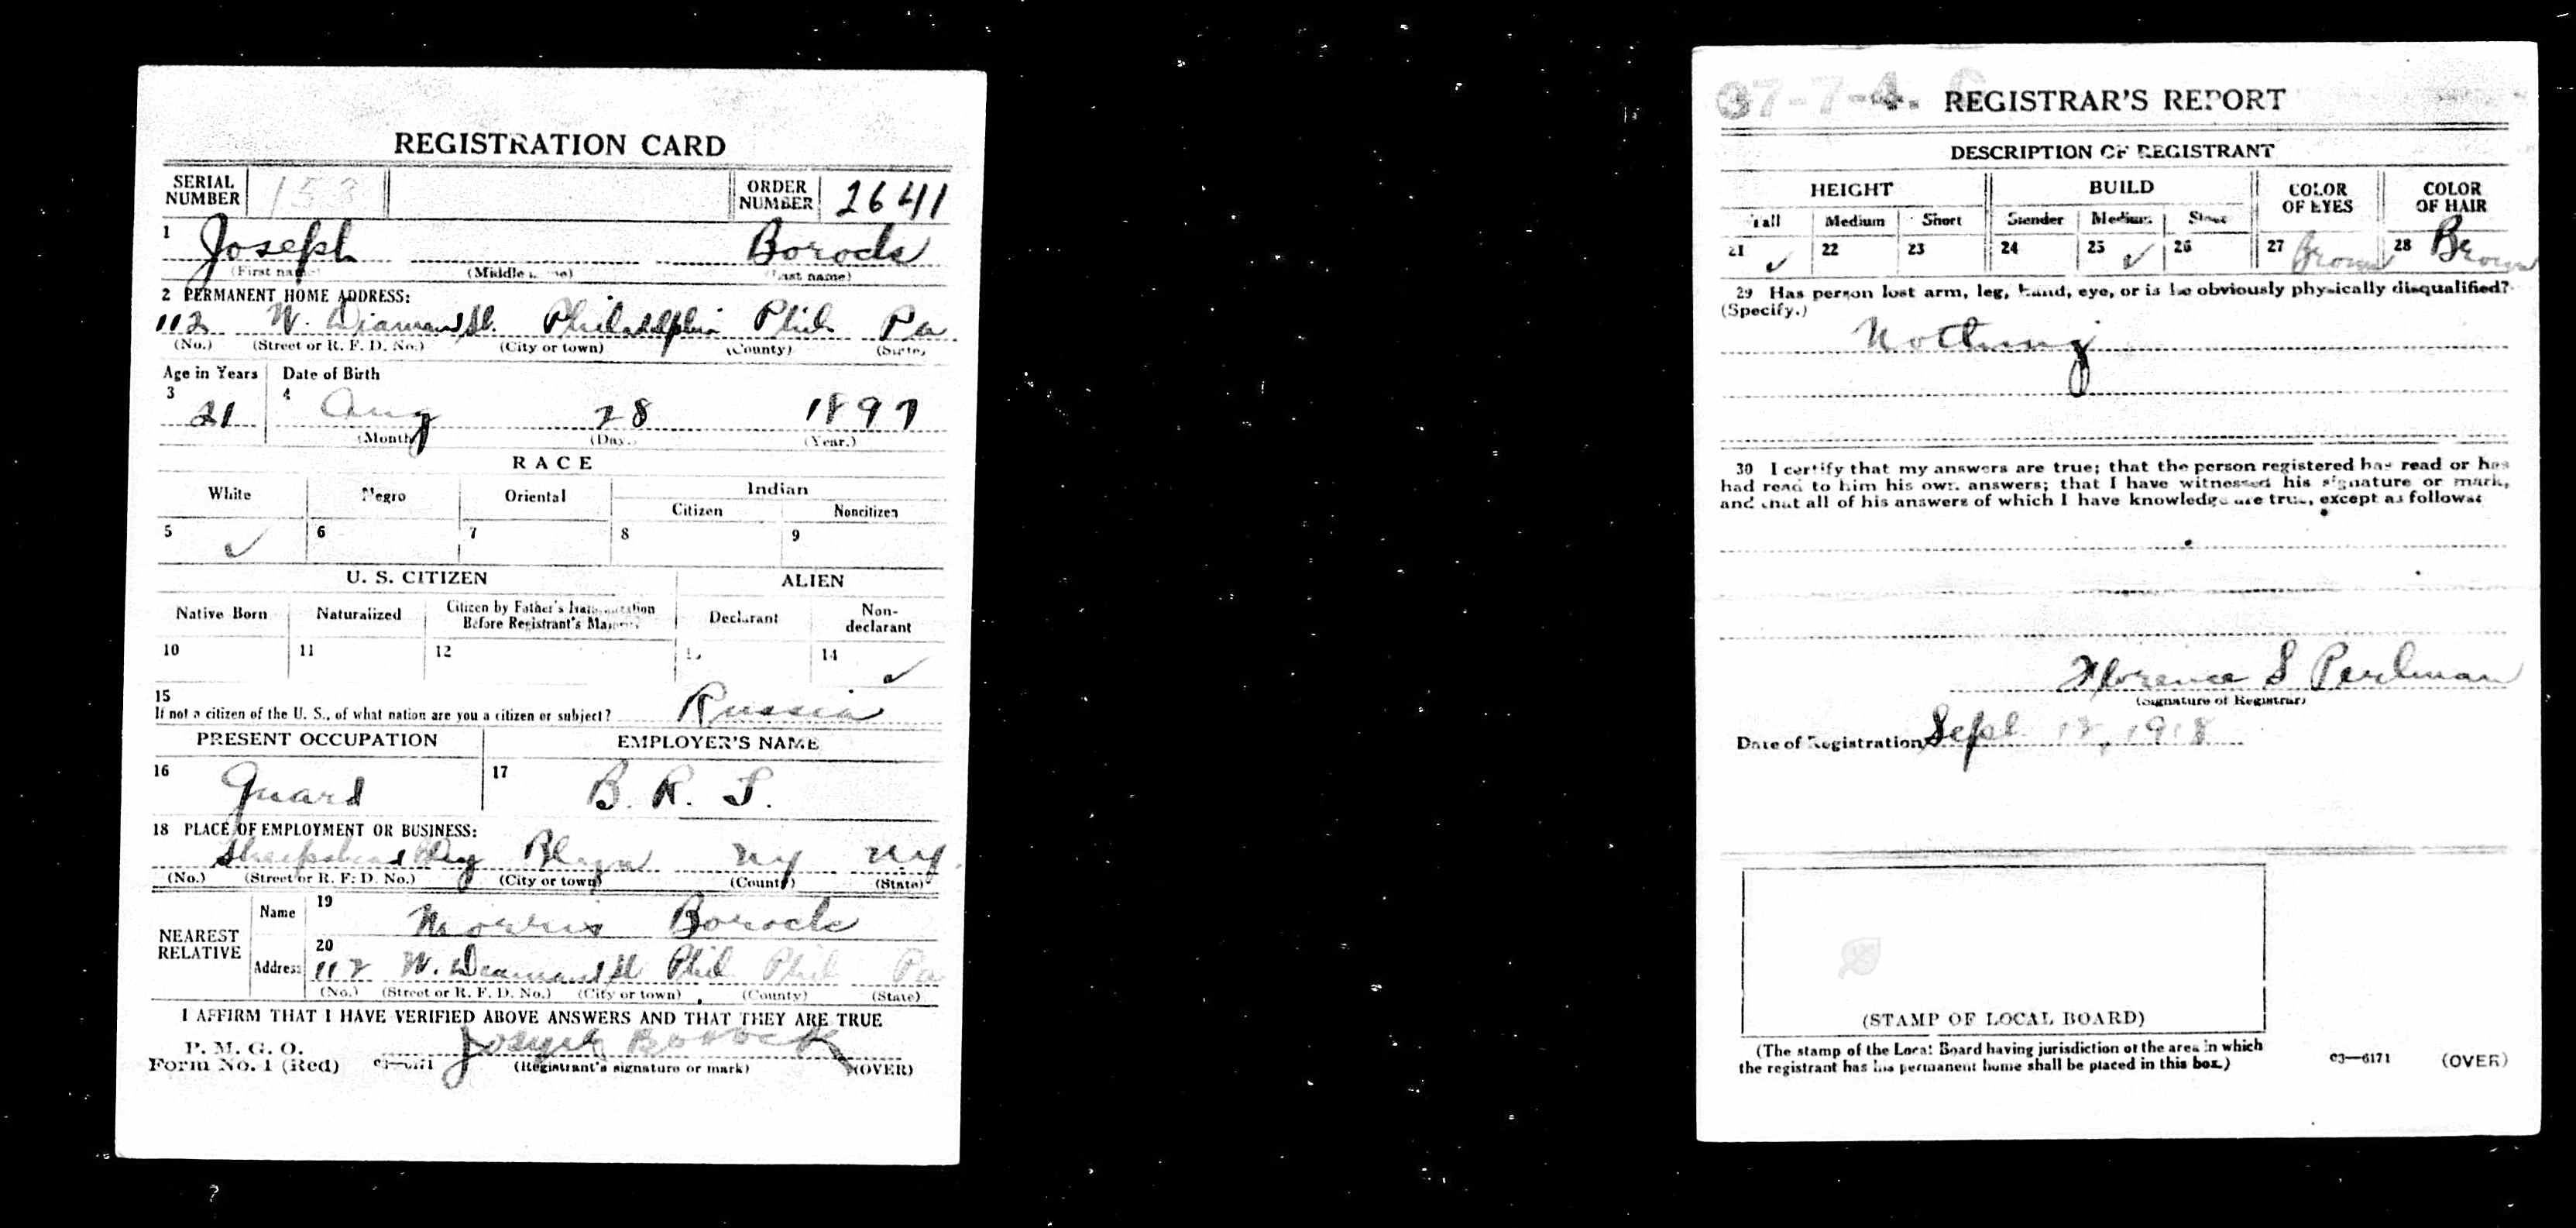 REGISTRATION CARD
SERIAL NUMBER 153 ORDER NUMBER 2641
1 Joseph Borock
(First name) (Middle name) (Last name)
2 PERMANENT HOME ADDRESS:
112 W. Diamond St. Philadelphia Phil. Pa
(No.) (Street or R. F. D. No.) (City or town) (County) (State)
Age in Years Date of Birth
3 21 4 Aug 28 1897
(Month) (Day.) (Year.)
RACE
White Negro Oriental Indian
Citizen Noncitizen
5 ✓ 6 7 8 9
U. S. CITIZEN ALIEN
Native Born Naturalized Citizen by Father's Naturalization Before Registrant's Majority Declarant Non-declarant
10 11 12 13 14 ✓
15
If not a citizen of the U. S., of what nation are you a citizen or subject? Russia
PRESENT OCCUPATION EMPLOYER'S NAME
16 Guard 17 B. R. T.
18 PLACE OF EMPLOYMENT OR BUSINESS:
Sheepshead Bay Blyn Ny Ny.
(No.) (Street or R. F. D. No.) (City or town) (County) (State)
NEAREST RELATIVE Name 19 Morris Borock
Address 20 112 W. Diamond St Phil Phil Pa
(No.) (Street or R. F. D. No.) (City or town) (County) (State)
I AFFIRM THAT I HAVE VERIFIED ABOVE ANSWERS AND THAT THEY ARE TRUE
P. M. G. O.
Form No. 1 (Red) 03—6171 Joseph Borock
(Registrant's signature or mark) (OVER)
37-7-4. C REGISTRAR'S REPORT
DESCRIPTION OF REGISTRANT
HEIGHT BUILD COLOR OF EYES COLOR OF HAIR
Tall Medium Short Slender Medium Stout
21 ✓ 22 23 24 25 ✓ 26 27 Brown 28 Brown
29 Has person lost arm, leg, hand, eye, or is he obviously physically disqualified?
(Specify.)
Nothing
30 I certify that my answers are true; that the person registered has read or has
had read to him his own answers; that I have witnessed his signature or mark,
and that all of his answers of which I have knowledge are true, except as follows:
Florence S Perlman
(Signature of Registrar)
Date of Registration Sept 12, 1918
(STAMP OF LOCAL BOARD)
(The stamp of the Local Board having jurisdiction of the area in which
the registrant has his permanent home shall be placed in this box.)
03—6171 (OVER)